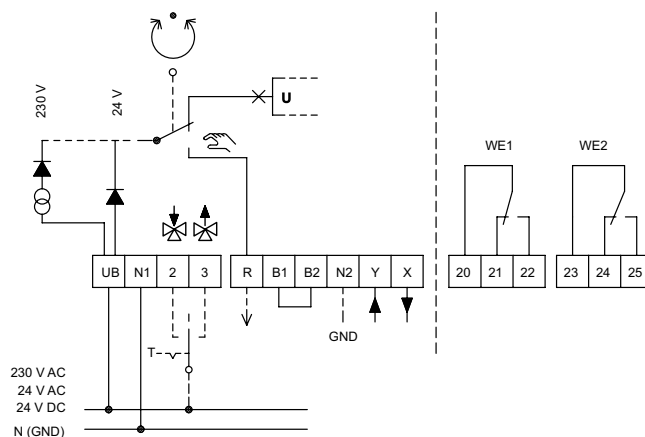 230 V
24 V
U
WE1
WE2
UB N1 2 3 R B1 B2 N2 Y X
20 21 22 23 24 25
GND
T
230 V AC
24 V AC
24 V DC
N (GND)